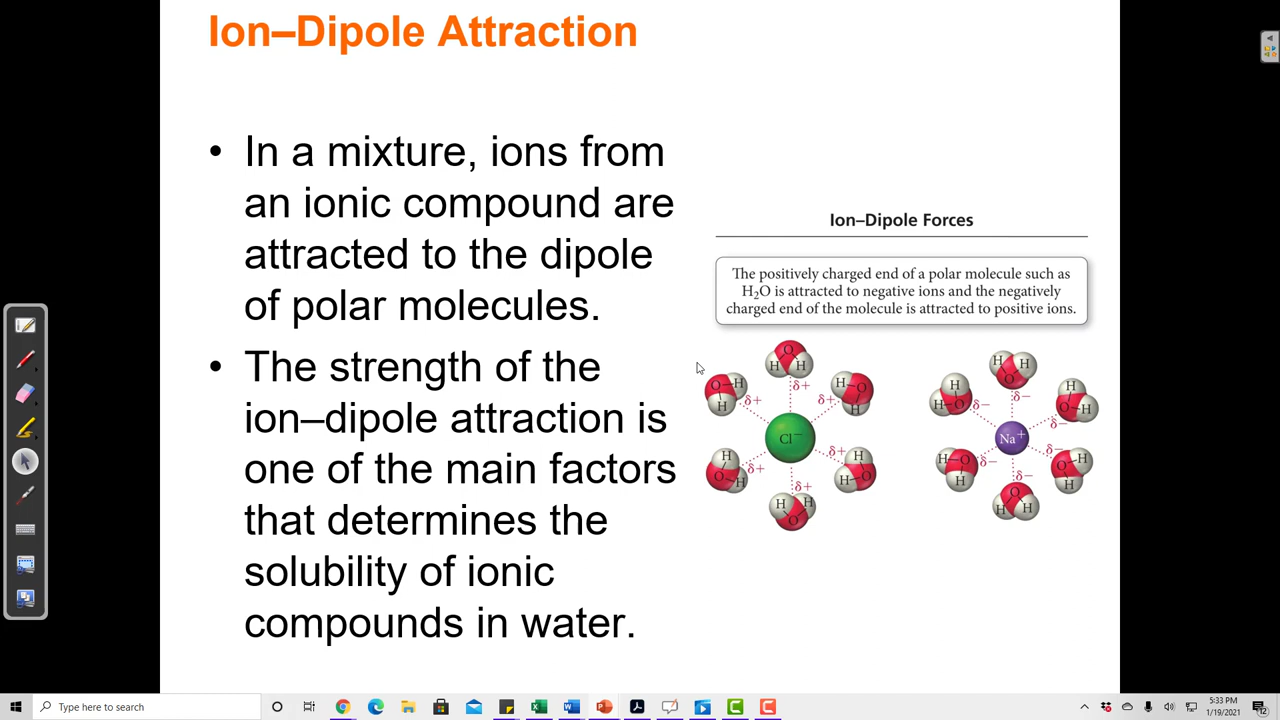 Ion–Dipole Attraction
• In a mixture, ions from
an ionic compound are
attracted to the dipole
of polar molecules.
• The strength of the
ion–dipole attraction is
one of the main factors
that determines the
solubility of ionic
compounds in water.
Ion–Dipole Forces
The positively charged end of a polar molecule such as
H₂O is attracted to negative ions and the negatively
charged end of the molecule is attracted to positive ions.
O H H δ+
O H H δ+
H O H δ+
Cl⁻
H O H δ+
H O H δ+
H H O δ+
H H O δ−
H H O δ−
H O H δ−
Na⁺
H O H δ−
H O H δ−
O H H δ−
Type here to search
5:33 PM
1/19/2021
12